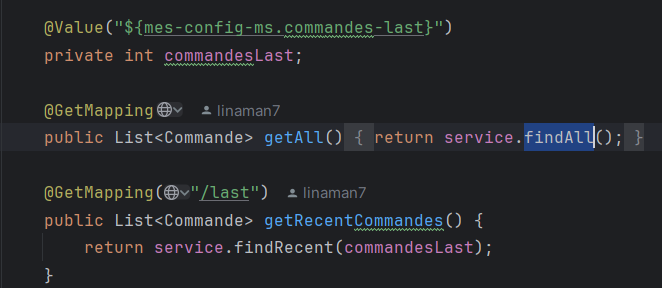 @Value("${mes-config-ms.commandes-last}")
private int commandesLast;
@GetMapping linaman7
public List<Commande> getAll() { return service.findAll(); }
@GetMapping("/last") linaman7
public List<Commande> getRecentCommandes() {
return service.findRecent(commandesLast);
}